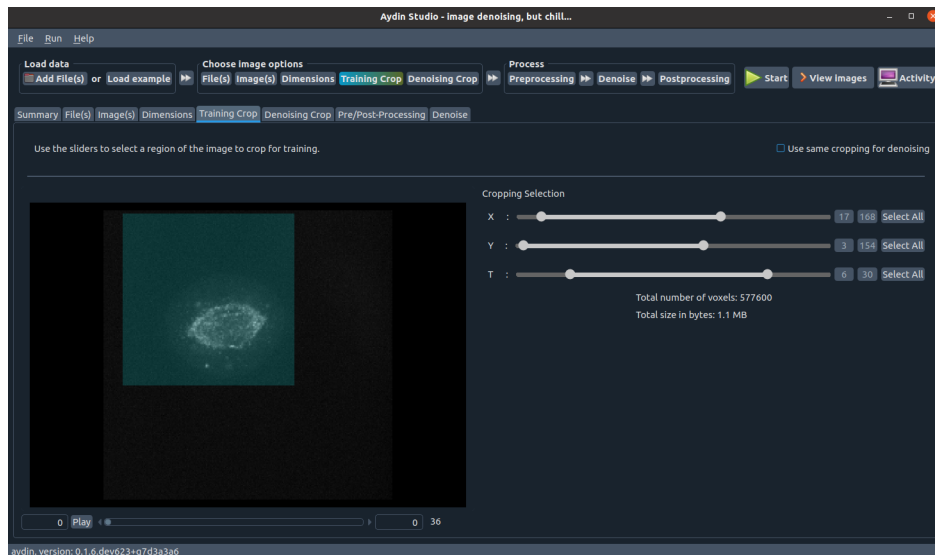 Aydin Studio - image denoising, but chill...
File Run Help
Load data Choose image options Process
Add File(s) or Load example File(s) Image(s) Dimensions Training Crop Denoising Crop Preprocessing Denoise Postprocessing Start View images Activity
Summary File(s) Image(s) Dimensions Training Crop Denoising Crop Pre/Post-Processing Denoise
Use the sliders to select a region of the image to crop for training. Use same cropping for denoising
Cropping Selection
X : 17 168 Select All
Y : 3 154 Select All
T : 6 30 Select All
Total number of voxels: 577600
Total size in bytes: 1.1 MB
0 Play 0 36
aydin, version: 0.1.6.dev623+g7d3a3a6